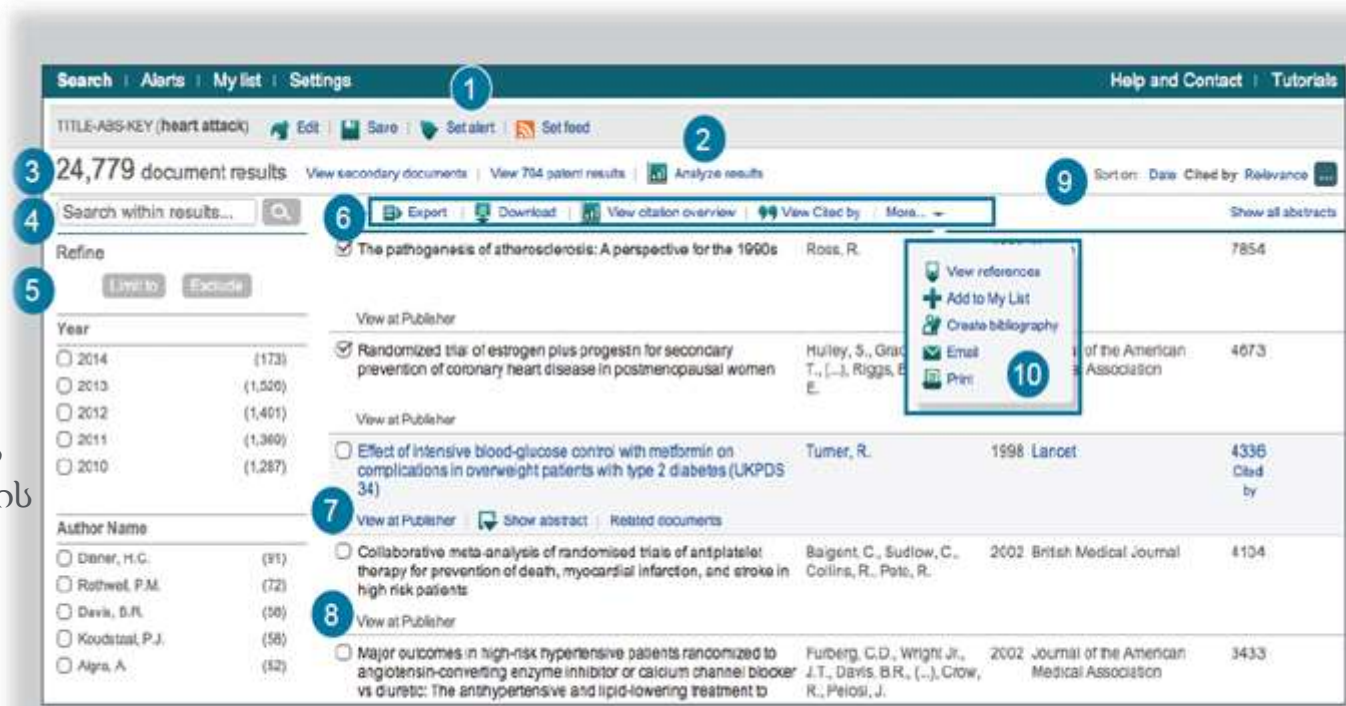 Search | Alerts | My list | Settings
Help and Contact | Tutorials
1
TITLE-ABS-KEY (heart attack) Edit | Save | Set alert | Set feed
2
3
24,779 document results View secondary documents | View 794 patent results | Analyze results
9
Sort on: Date Cited by Relevance ...
4
Search within results...
6
Export | Download | View citation overview | View Cited by | More...
Show all abstracts
Refine
5
Limit to Exclude
Year
2014 (173)
2013 (1,526)
2012 (1,401)
2011 (1,360)
2010 (1,287)
Author Name
Diener, H.C. (91)
Rothwell, P.M. (72)
Davis, B.R. (58)
Koudstaal, P.J. (58)
Algra, A. (52)
The pathogenesis of atherosclerosis: A perspective for the 1990s Ross, R. 7854
View at Publisher
Randomized trial of estrogen plus progestin for secondary Hulley, S., Grad of the American 4673
prevention of coronary heart disease in postmenopausal women T., (...), Riggs, B Association
E.
View at Publisher
View references
Add to My List
Create bibliography
Email
Print
10
Effect of intensive blood-glucose control with metformin on Turner, R. 1998 Lancet 4336
complications in overweight patients with type 2 diabetes (UKPDS Cited
34) by
7
View at Publisher | Show abstract | Related documents
Collaborative meta-analysis of randomised trials of antiplatelet Baigent, C., Sudlow, C., 2002 British Medical Journal 4134
therapy for prevention of death, myocardial infarction, and stroke in Collins, R., Peto, R.
high risk patients
8
View at Publisher
Major outcomes in high-risk hypertensive patients randomized to Furberg, C.D., Wright Jr., 2002 Journal of the American 3433
angiotensin-converting enzyme inhibitor or calcium channel blocker J.T., Davis, B.R., (...), Crow, Medical Association
vs diuretic: The antihypertensive and lipid-lowering treatment to R., Pelosi, J.